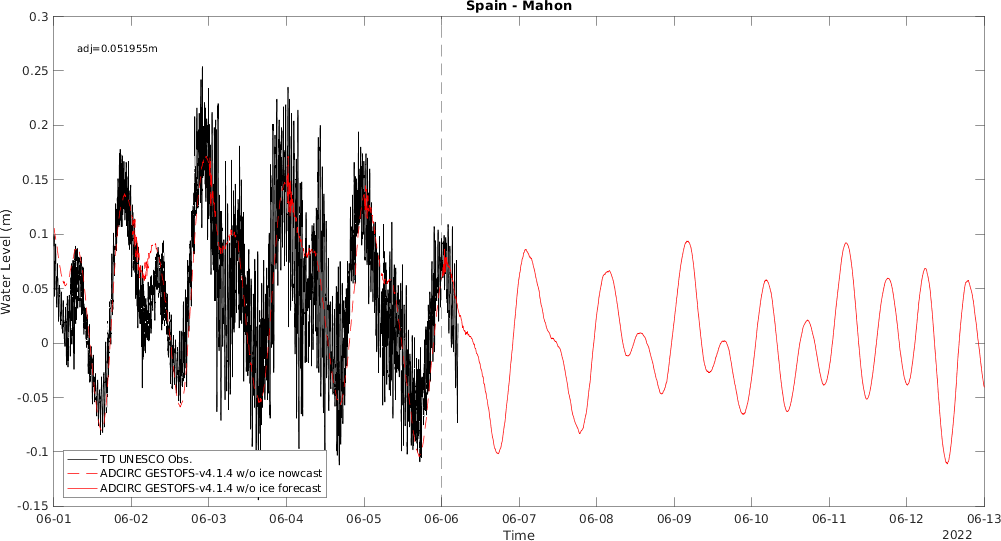 Spain - Mahon
adj=0.051955m
0.3
0.25
0.2
0.15
0.1
0.05
0
-0.05
-0.1
-0.15
Water Level (m)
TD UNESCO Obs.
ADCIRC GESTOFS-v4.1.4 w/o ice nowcast
ADCIRC GESTOFS-v4.1.4 w/o ice forecast
06-01 06-02 06-03 06-04 06-05 06-06 06-07 06-08 06-09 06-10 06-11 06-12 06-13
Time
2022